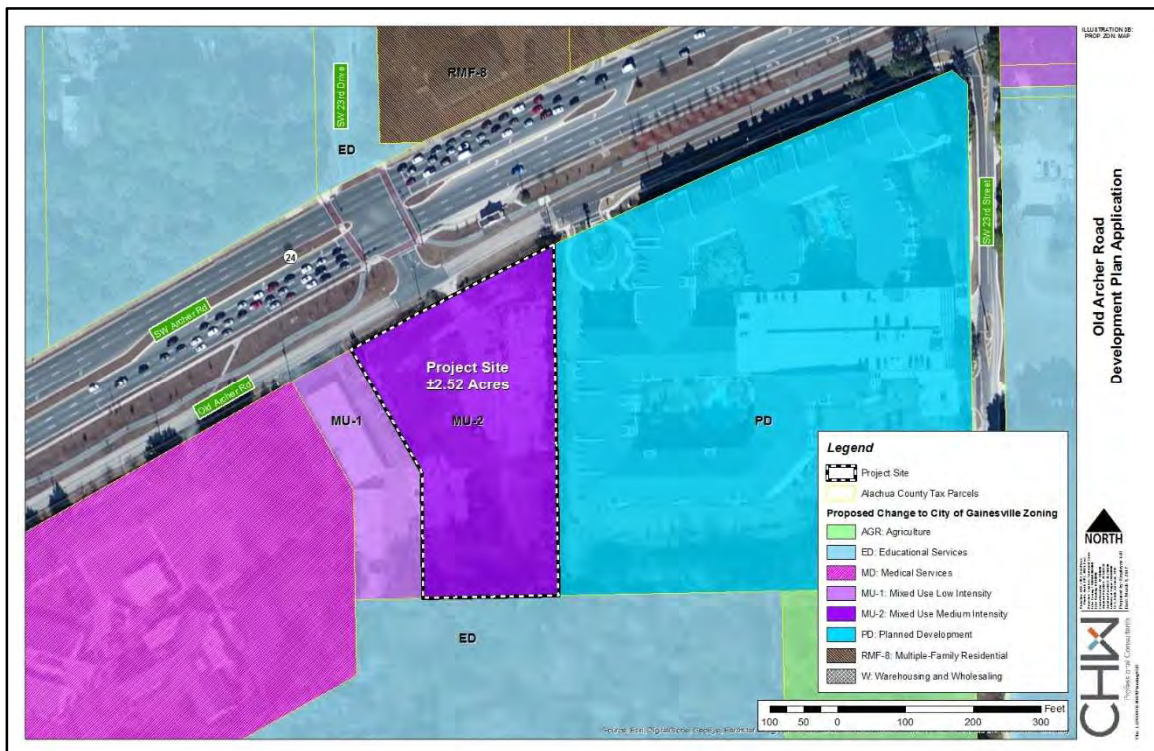 ILLUSTRATION 3B:
PROP. ZON. MAP
RMF-8
SW 23rd Drive
ED
24
SW Archer Rd
Old Archer Rd
SW 23rd Street
Project Site
±2.52 Acres
MU-1
MU-2
PD
ED
Old Archer Road
Development Plan Application
Legend
Project Site
Alachua County Tax Parcels
Proposed Change to City of Gainesville Zoning
AGR: Agriculture
ED: Educational Services
MD: Medical Services
MU-1: Mixed Use Low Intensity
MU-2: Mixed Use Medium Intensity
PD: Planned Development
RMF-8: Multiple-Family Residential
W: Warehousing and Wholesaling
Feet
100 50 0 100 200 300
NORTH
CHW
Professional Consultants